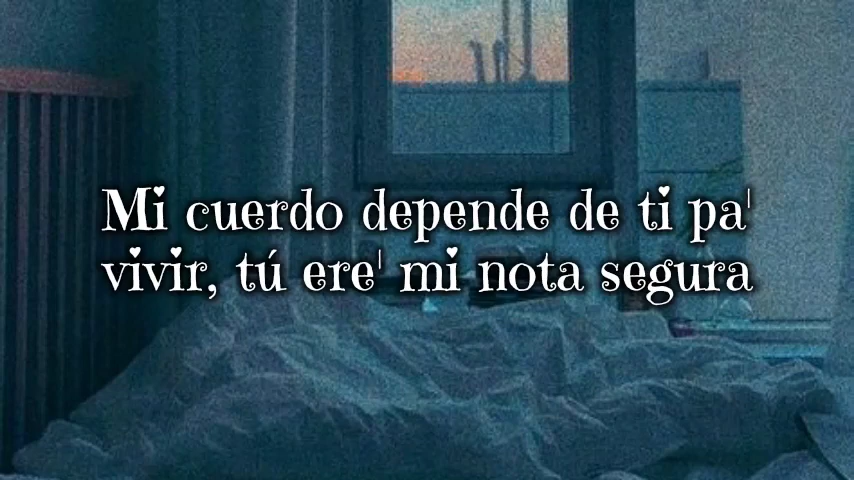 Mi cuerdo depende de ti pa'
vivir, tú ere' mi nota segura